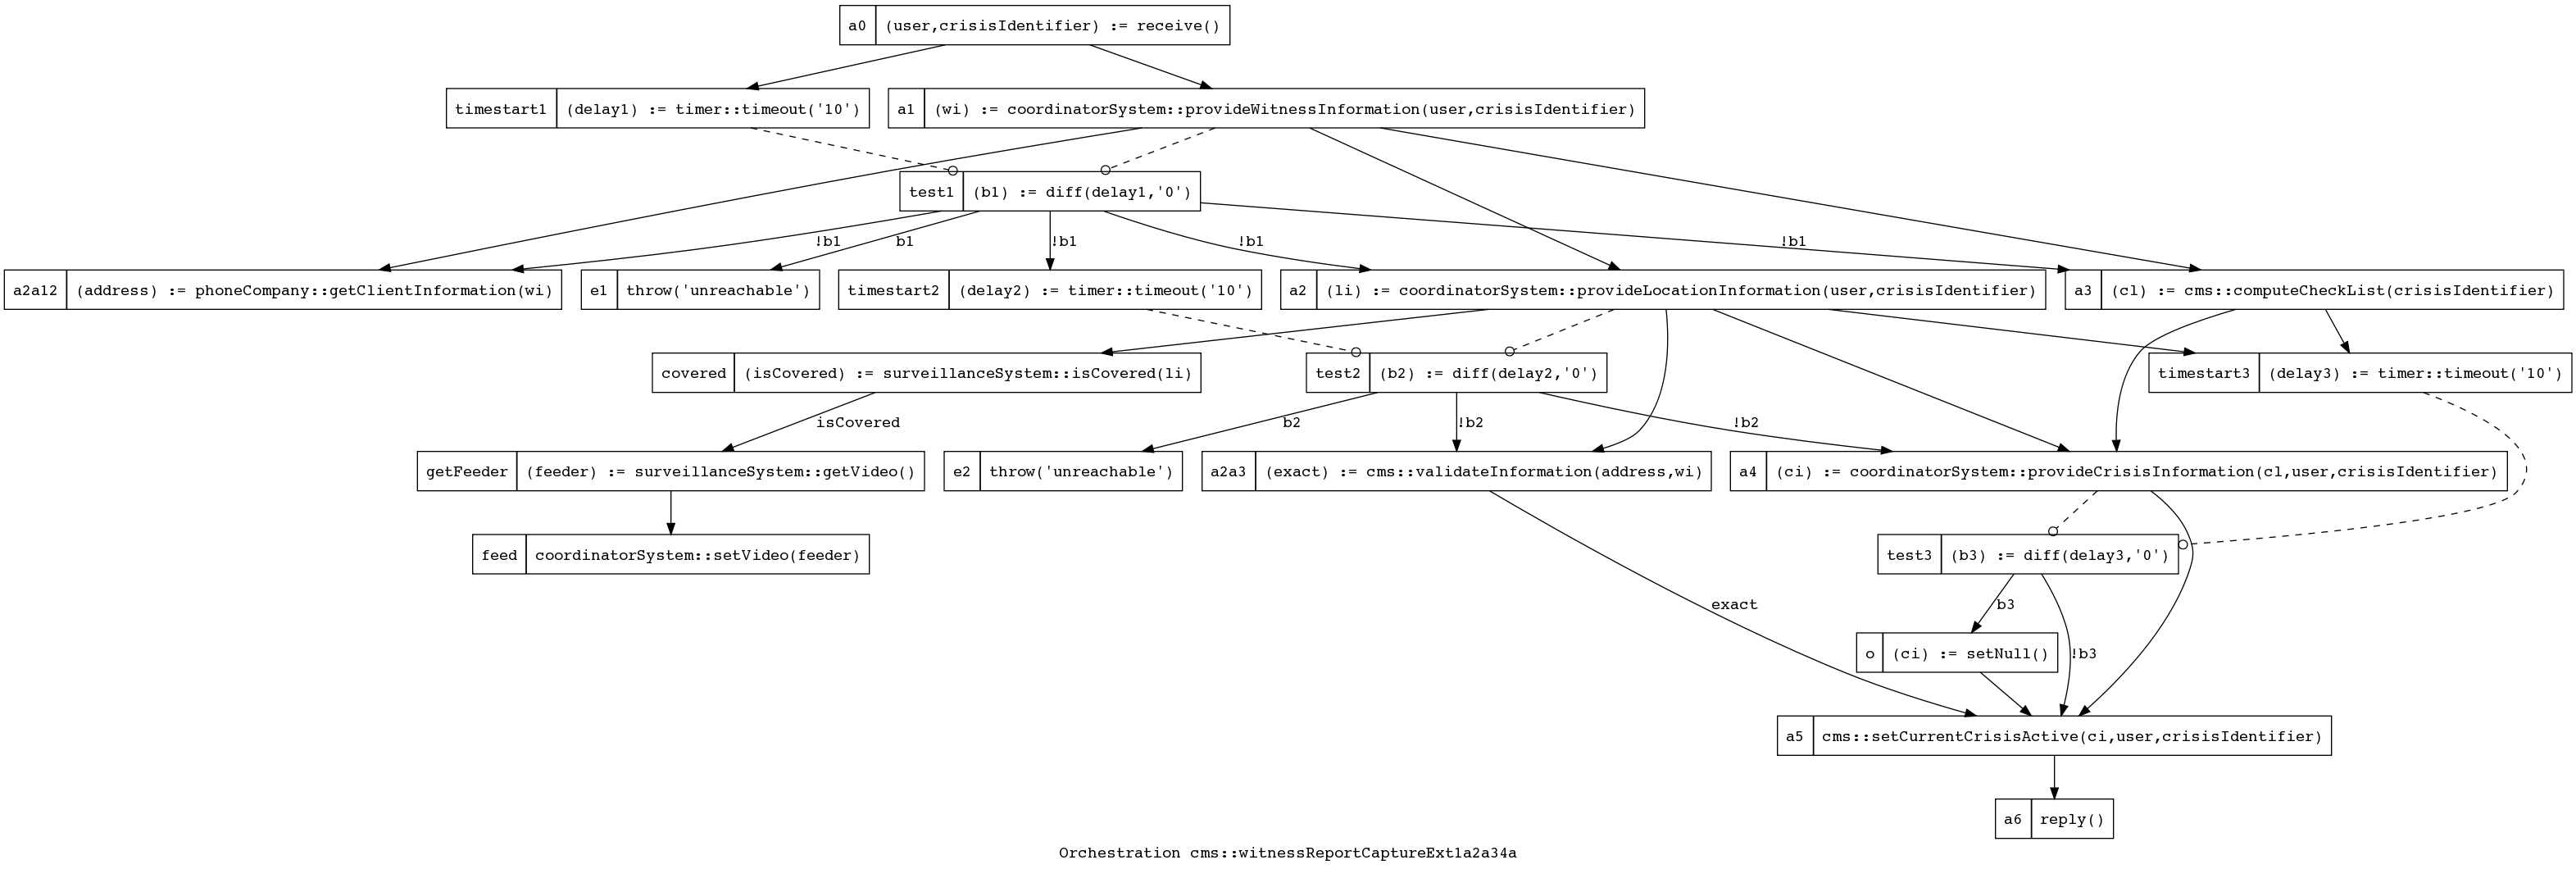 a0 (user,crisisIdentifier) := receive()
timestart1 (delay1) := timer::timeout('10')
a1 (wi) := coordinatorSystem::provideWitnessInformation(user,crisisIdentifier)
test1 (b1) := diff(delay1,'0')
!b1
b1
!b1
!b1
!b1
a2a12 (address) := phoneCompany::getClientInformation(wi)
e1 throw('unreachable')
timestart2 (delay2) := timer::timeout('10')
a2 (li) := coordinatorSystem::provideLocationInformation(user,crisisIdentifier)
a3 (cl) := cms::computeCheckList(crisisIdentifier)
covered (isCovered) := surveillanceSystem::isCovered(li)
test2 (b2) := diff(delay2,'0')
timestart3 (delay3) := timer::timeout('10')
isCovered
b2
!b2
!b2
getFeeder (feeder) := surveillanceSystem::getVideo()
e2 throw('unreachable')
a2a3 (exact) := cms::validateInformation(address,wi)
a4 (ci) := coordinatorSystem::provideCrisisInformation(cl,user,crisisIdentifier)
feed coordinatorSystem::setVideo(feeder)
test3 (b3) := diff(delay3,'0')
exact
b3
o (ci) := setNull()
!b3
a5 cms::setCurrentCrisisActive(ci,user,crisisIdentifier)
a6 reply()
Orchestration cms::witnessReportCaptureExt1a2a34a